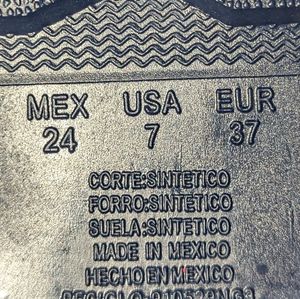 MEX USA EUR
24 7 37
CORTE:SINTETICO
FORRO:SINTETICO
SUELA:SINTETICO
MADE IN MEXICO
HECHO EN MEXICO